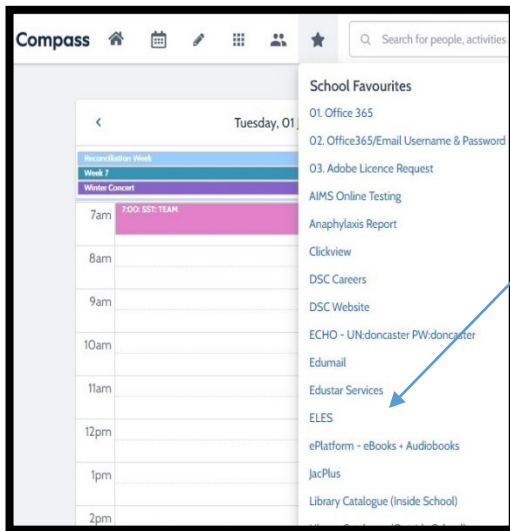 Compass
Search for people, activities
Tuesday, 01 J
Reconciliation Week
Week 7
Winter Concert
7am
7:00: SST: TEAM
8am
9am
10am
11am
12pm
1pm
2pm
School Favourites
01. Office 365
02. Office365/Email Username & Password
03. Adobe Licence Request
AIMS Online Testing
Anaphylaxis Report
Clickview
DSC Careers
DSC Website
ECHO - UN:doncaster PW:doncaster
Edumail
Edustar Services
ELES
ePlatform - eBooks + Audiobooks
JacPlus
Library Catalogue (Inside School)